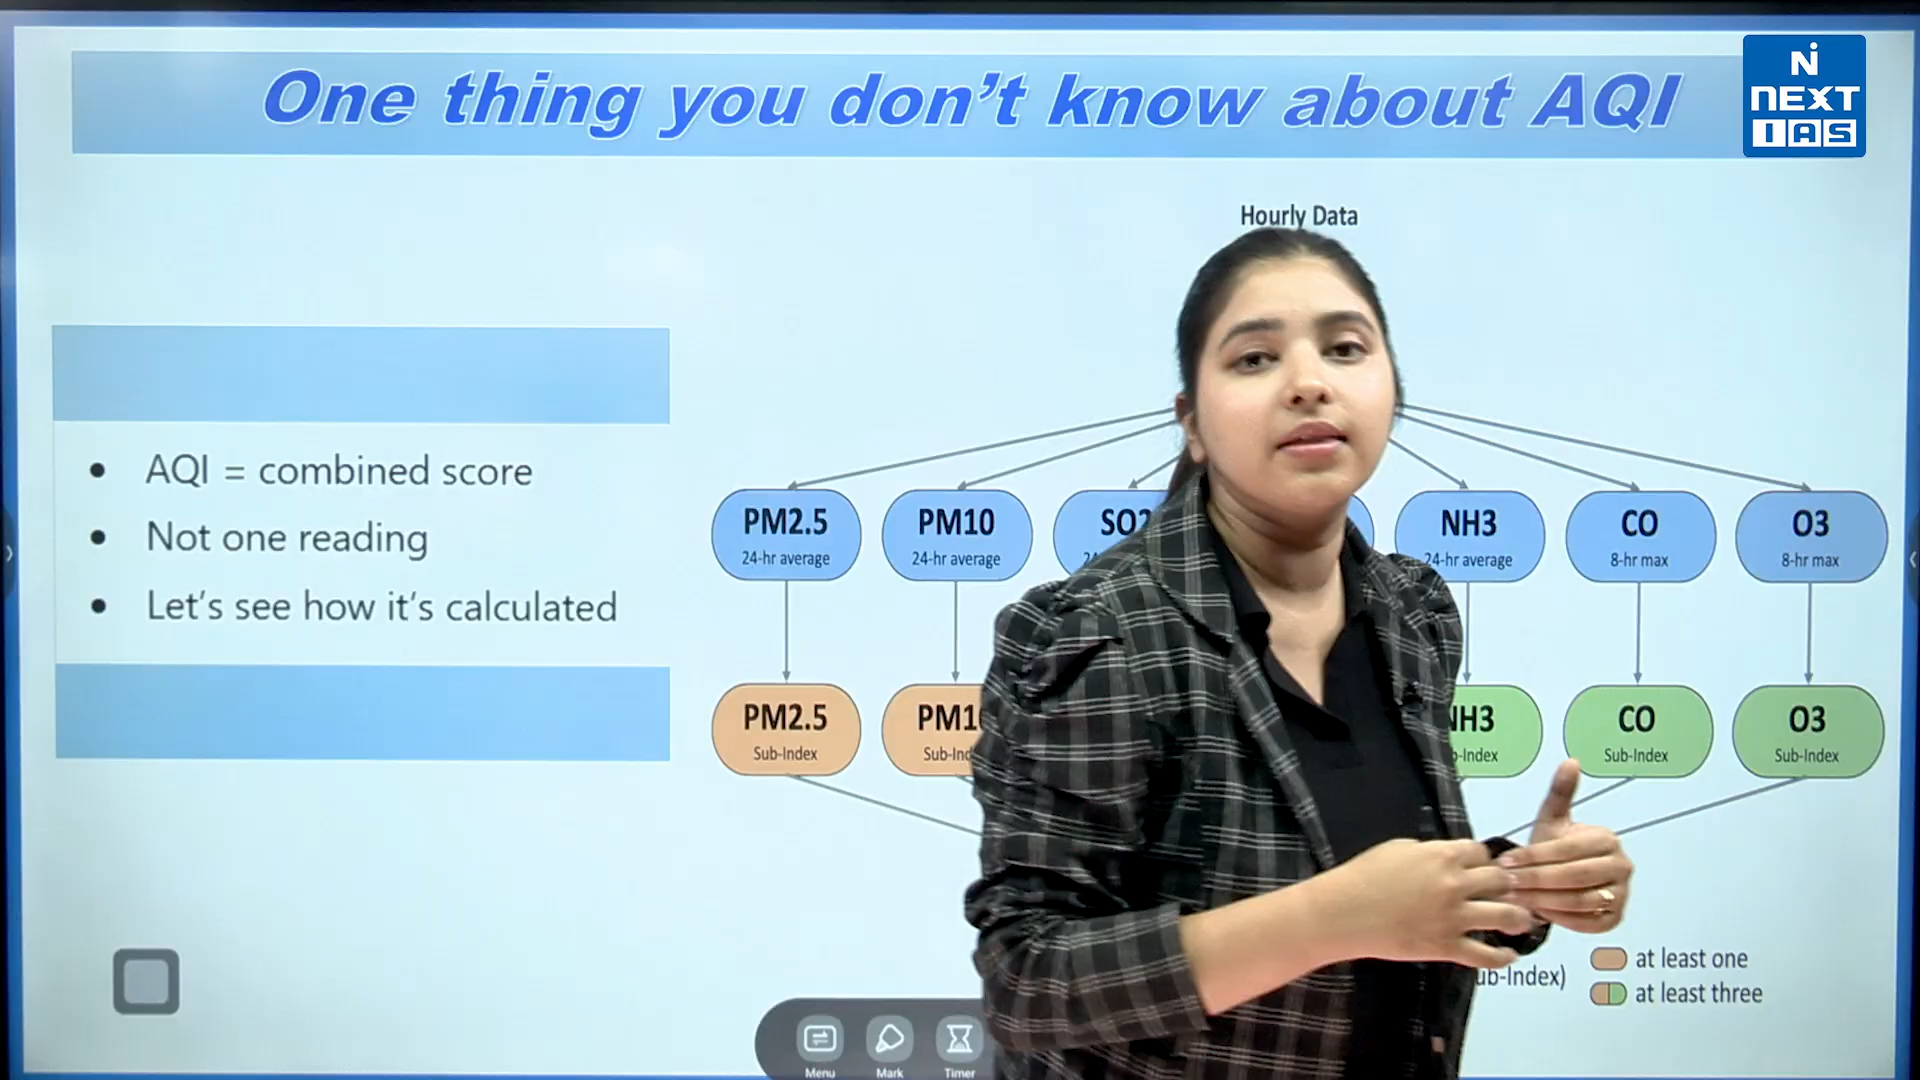 One thing you don't know about AQI
NEXT
IAS
Hourly Data
• AQI = combined score
• Not one reading
• Let's see how it's calculated
PM2.5 PM10 NH3 CO O3
24-hr average 24-hr average 24-hr average 8-hr max 8-hr max
PM2.5 CO O3
Sub-Index Sub-Index Sub-Index
at least one
at least three
Menu Mark Timer